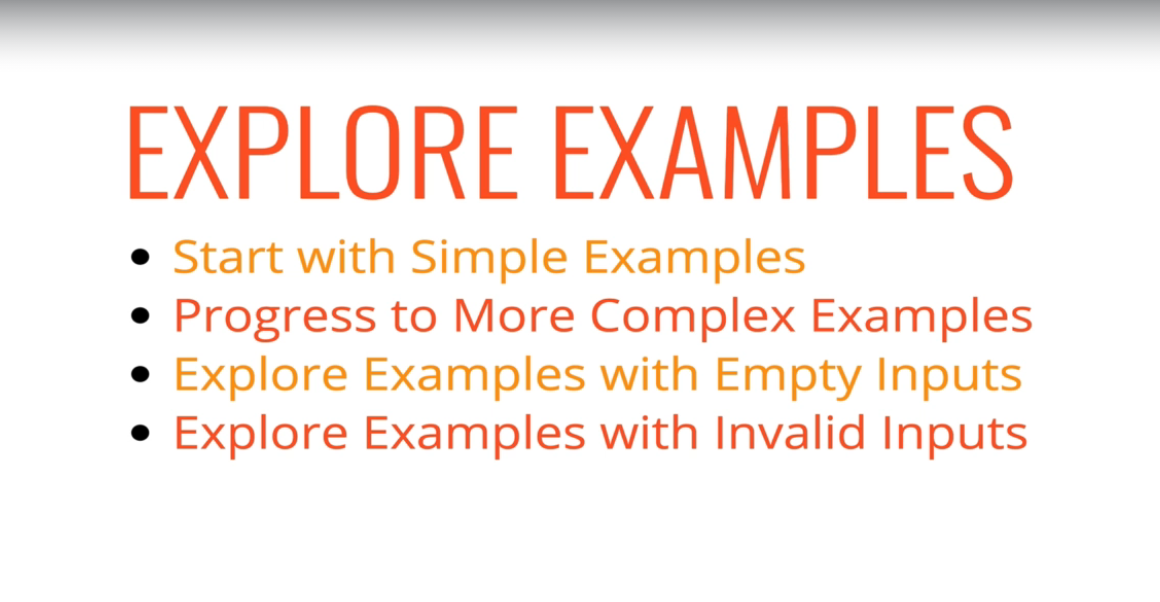 EXPLORE EXAMPLES
Start with Simple Examples
Progress to More Complex Examples
Explore Examples with Empty Inputs
Explore Examples with Invalid Inputs